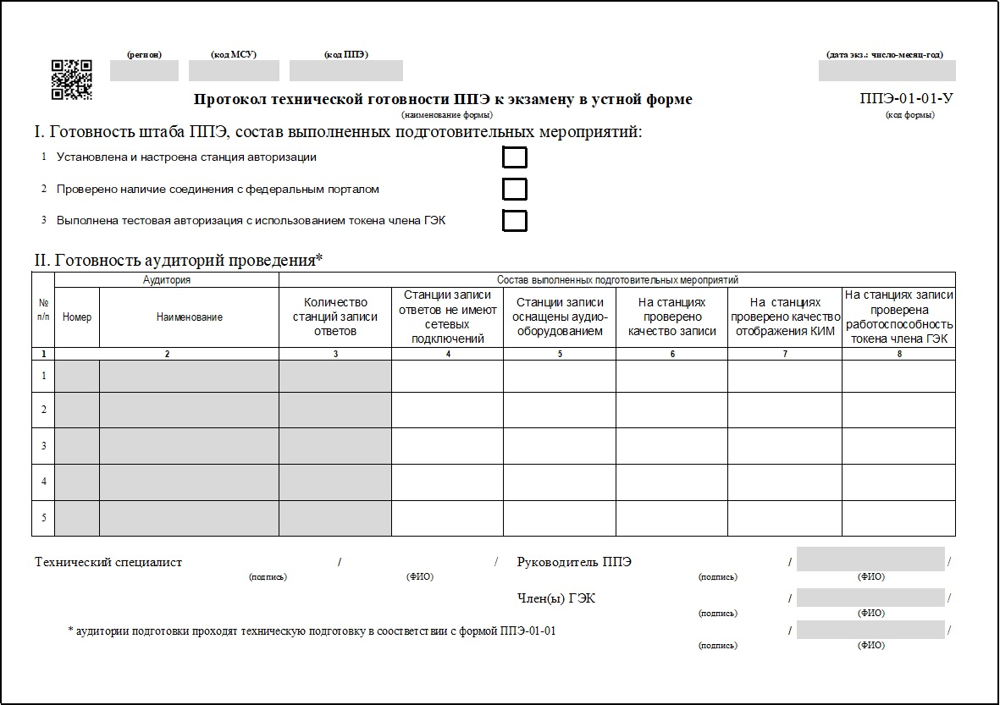 (регион) (код МСУ) (код ППЭ) (дата экз.: число-месяц-год)
Протокол технической готовности ППЭ к экзамену в устной форме ППЭ-01-01-У
(наименование формы) (код формы)
I. Готовность штаба ППЭ, состав выполненных подготовительных мероприятий:
1 Установлена и настроена станция авторизации
2 Проверено наличие соединения с федеральным порталом
3 Выполнена тестовая авторизация с использованием токена члена ГЭК
II. Готовность аудиторий проведения*
№ п/п
Аудитория
Состав выполненных подготовительных мероприятий
Номер
Наименование
Количество
станций записи
ответов
Станции записи
ответов не имеют
сетевых
подключений
Станции записи
оснащены аудио-
оборудованием
На станциях
проверено
качество записи
На станциях
проверено качество
отображения КИМ
На станциях записи
проверена
работоспособность
токена члена ГЭК
1 2 3 4 5 6 7 8
1
2
3
4
5
Технический специалист / / Руководитель ППЭ / /
(подпись) (ФИО) (подпись) (ФИО)
Член(ы) ГЭК / /
(подпись) (ФИО)
* аудитории подготовки проходят техническую подготовку в соостветствии с формой ППЭ-01-01 / /
(подпись) (ФИО)